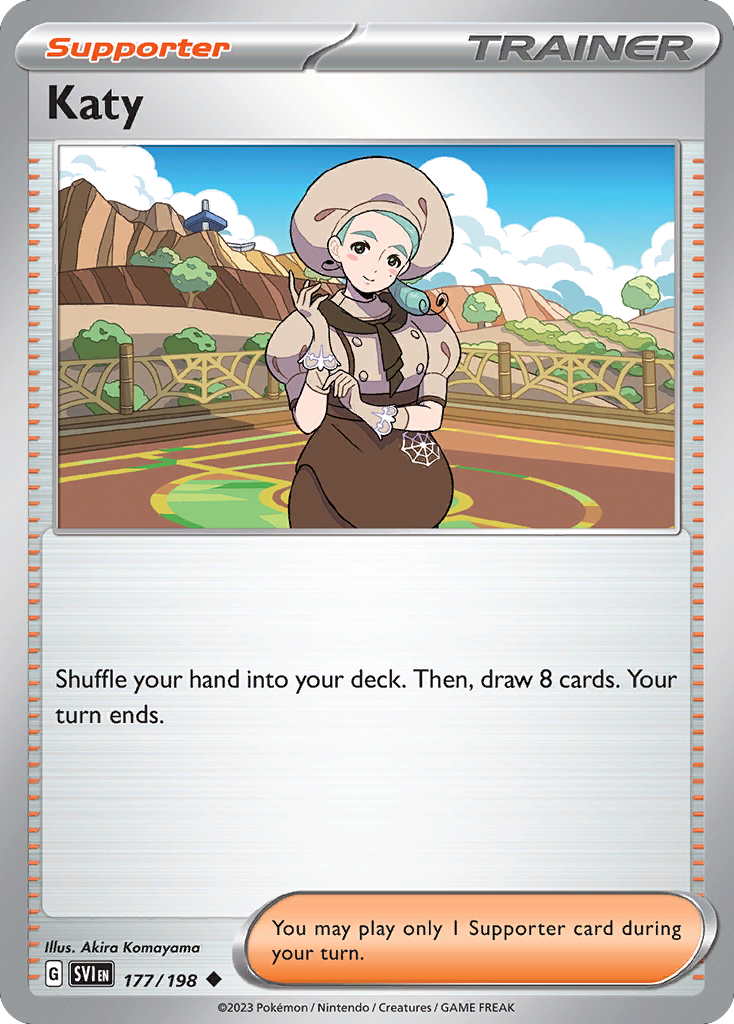 Supporter
TRAINER
Katy
Shuffle your hand into your deck. Then, draw 8 cards. Your
turn ends.
You may play only 1 Supporter card during
your turn.
Illus. Akira Komayama
G SVI EN 177/198
©2023 Pokémon / Nintendo / Creatures / GAME FREAK